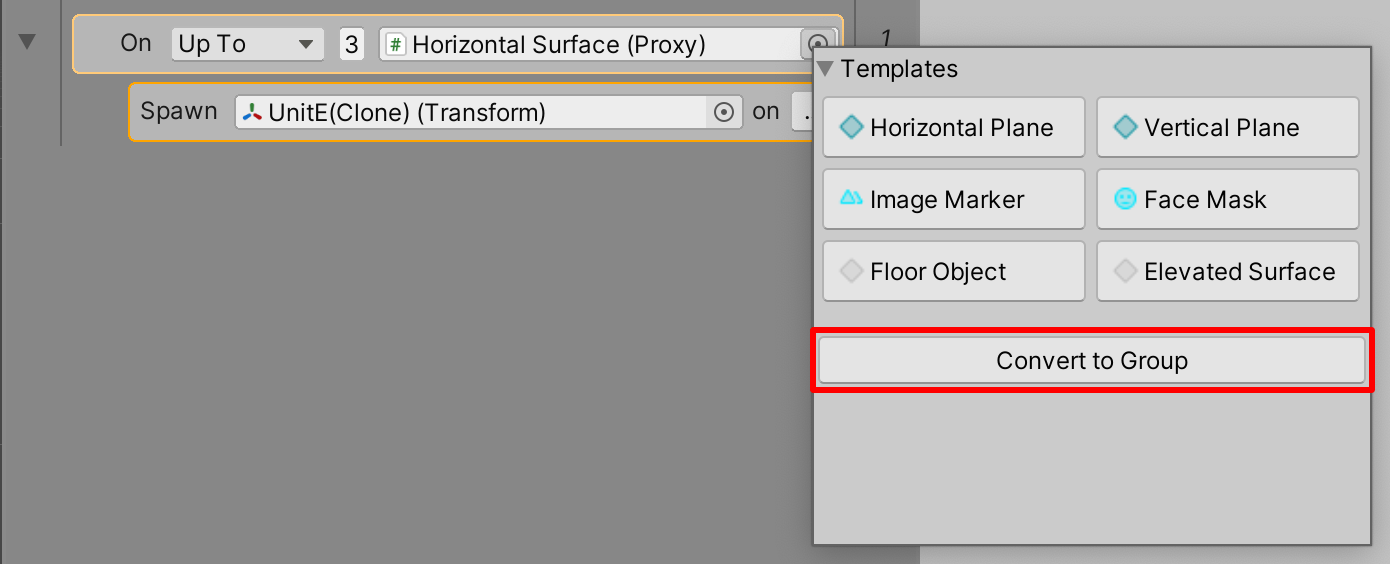 On Up To 3 # Horizontal Surface (Proxy) 1
Spawn UnitE(Clone) (Transform) on .
Templates
Horizontal Plane Vertical Plane
Image Marker Face Mask
Floor Object Elevated Surface
Convert to Group